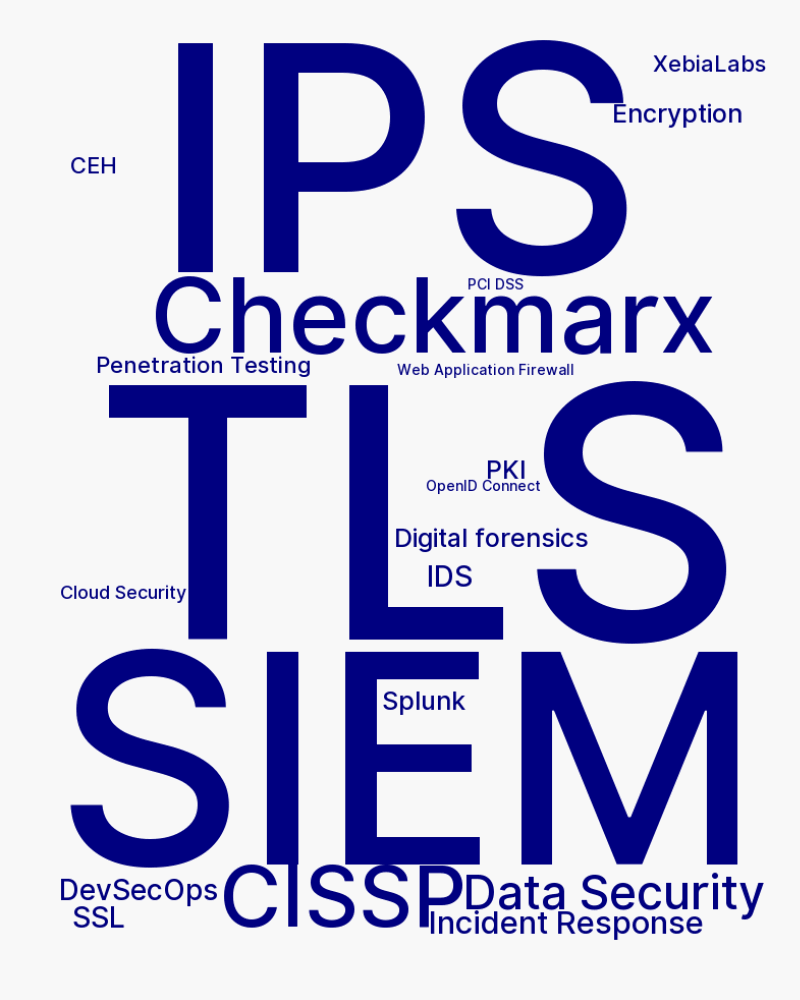 IPS
XebiaLabs
Encryption
CEH
PCI DSS
Checkmarx
Penetration Testing
Web Application Firewall
TLS
PKI
OpenID Connect
Digital forensics
IDS
Cloud Security
SIEM
Splunk
DevSecOps
CISSP
Data Security
SSL
Incident Response